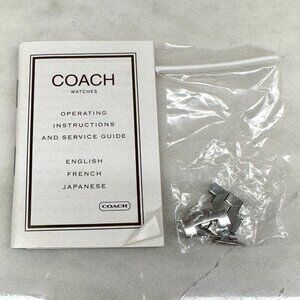 COACH
WATCHES
OPERATING
INSTRUCTIONS
AND SERVICE GUIDE
ENGLISH
FRENCH
JAPANESE
COACH